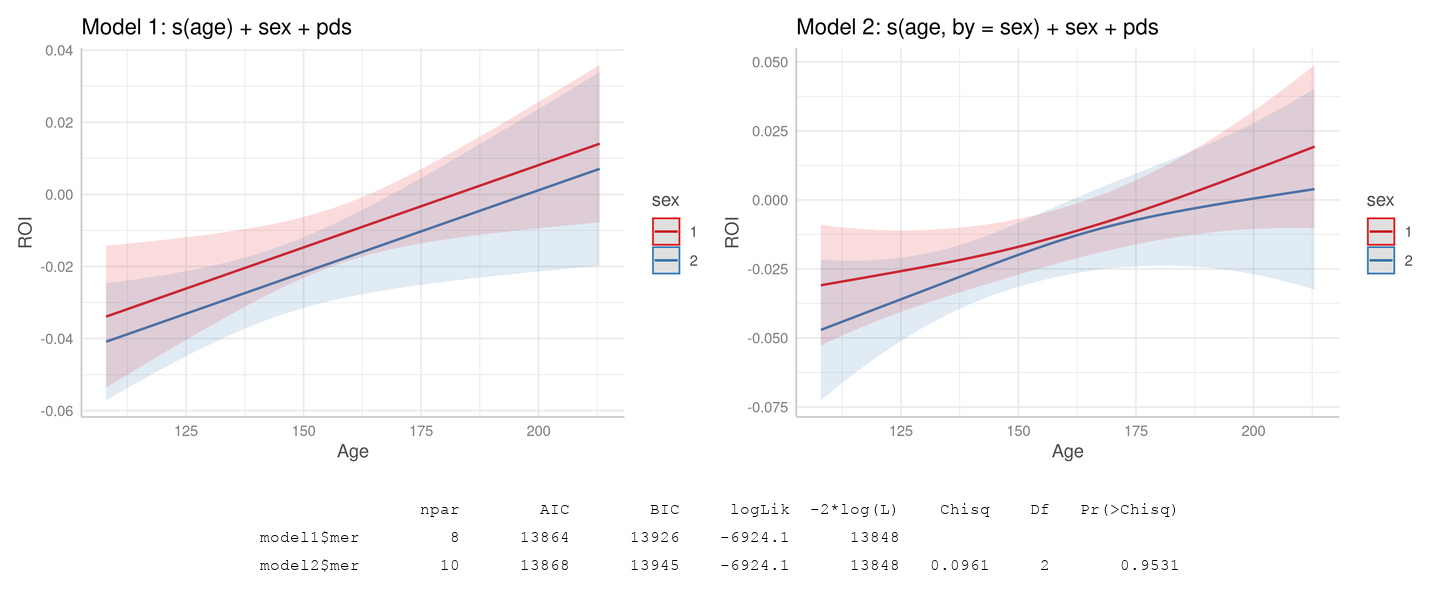 Model 1: s(age) + sex + pds
0.04
0.02
0.00
-0.02
-0.04
-0.06
ROI
125 150 175 200
Age
sex
1
2
Model 2: s(age, by = sex) + sex + pds
0.050
0.025
0.000
-0.025
-0.050
-0.075
ROI
125 150 175 200
Age
sex
1
2
npar AIC BIC logLik -2*log(L) Chisq Df Pr(>Chisq)
model1$mer 8 13864 13926 -6924.1 13848
model2$mer 10 13868 13945 -6924.1 13848 0.0961 2 0.9531